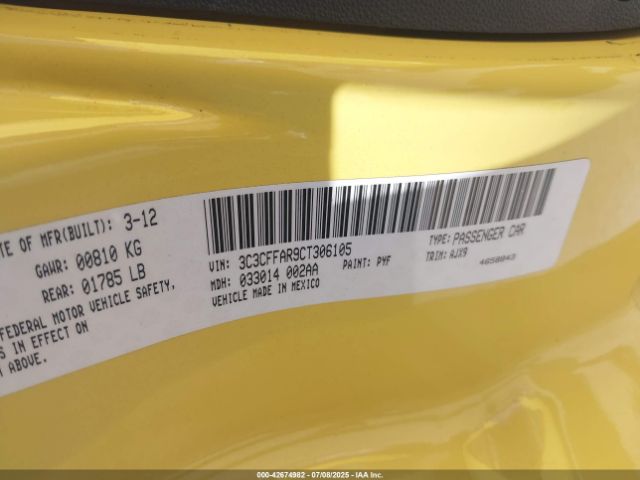 TE OF MFR(BUILT): 3-12
GAWR: 00810 KG
REAR: 01785 LB
FEDERAL MOTOR VEHICLE SAFETY,
S IN EFFECT ON
ABOVE.
VIN: 3C3CFFAR9CT306105
MDH: 033014 002AA
VEHICLE MADE IN MEXICO
PAINT: PYF
TYPE: PASSENGER CAR
TRIM: AJX9
4658043
000-42674982 - 07/08/2025 - IAA Inc.